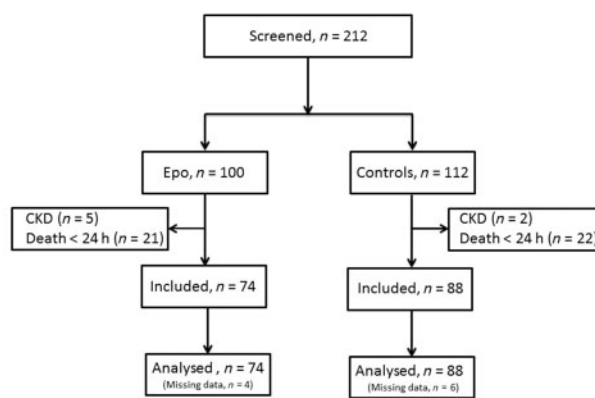 Screened, n = 212
Epo, n = 100
Controls, n = 112
CKD (n = 5)
Death < 24 h (n = 21)
CKD (n = 2)
Death < 24 h (n = 22)
Included, n = 74
Included, n = 88
Analysed , n = 74
(Missing data, n = 4)
Analysed, n = 88
(Missing data, n = 6)